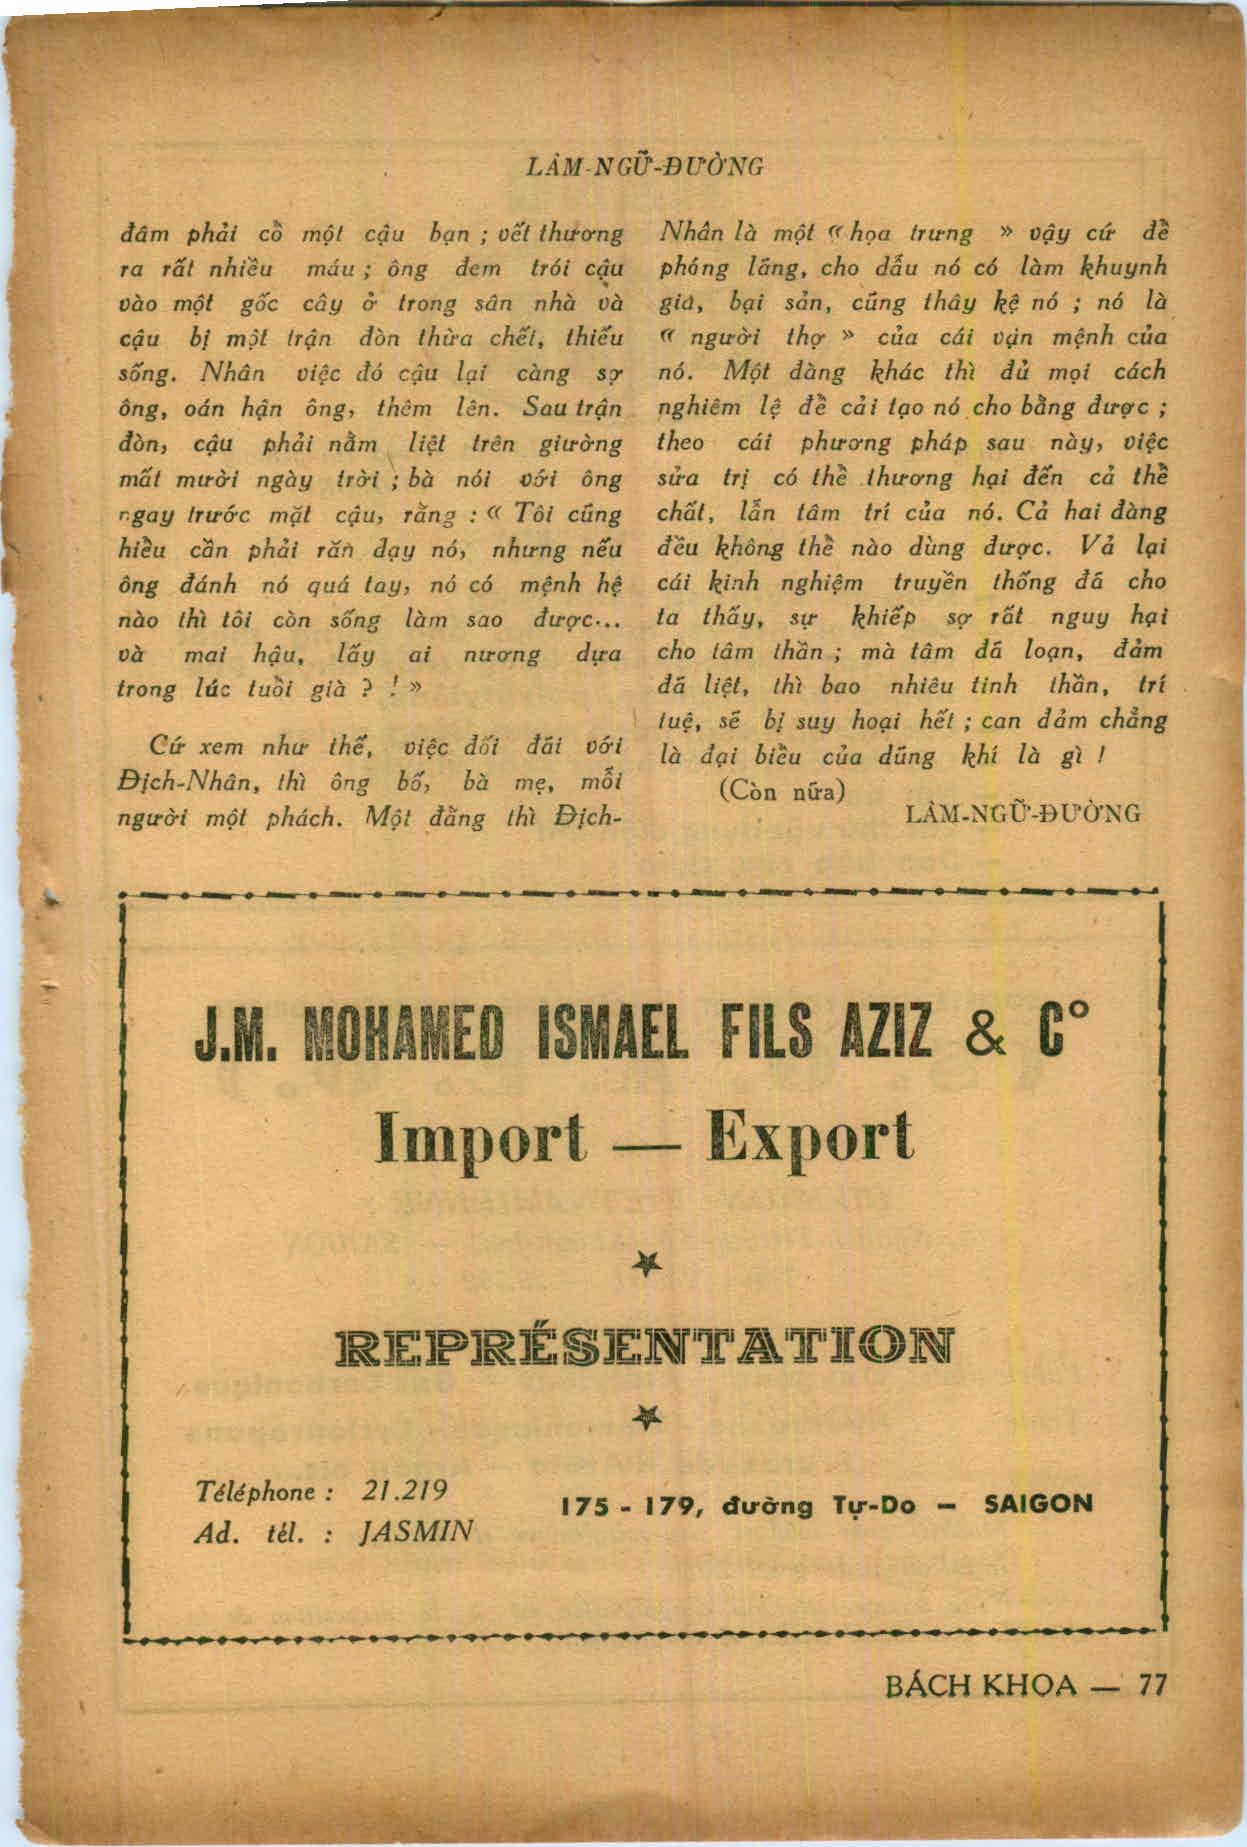 LÂM-NGỮ-ĐƯỜNG
đâm phải cổ một cậu bạn ; vết thương
ra rất nhiều máu ; ông đem trói cậu
vào một gốc cây ở trong sân nhà và
cậu bị một trận đòn thừa chết, thiếu
sống. Nhân việc đó cậu lại càng sợ
ông, oán hận ông, thêm lên. Sau trận
đòn, cậu phải nằm liệt trên giường
mất mười ngày trời ; bà nói với ông
ngay trước mặt cậu, rằng : « Tôi cũng
hiểu cần phải răn dạy nó, nhưng nếu
ông đánh nó quá tay, nó có mệnh hệ
nào thì tôi còn sống làm sao được...
và mai hậu, lấy ai nương dựa
trong lúc tuổi già ? ! »
Cứ xem như thế, việc đối đãi với
Địch-Nhân, thì ông bố, bà mẹ, mỗi
người một phách. Một đằng thì Địch-
Nhân là một « họa trưng » vậy cứ để
phóng lãng, cho dẫu nó có làm khuynh
giả, bại sản, cũng thây kệ nó ; nó là
« người thợ » của cái vận mệnh của
nó. Một đàng khác thì đủ mọi cách
nghiêm lệ để cải tạo nó cho bằng được ;
theo cái phương pháp sau này, việc
sửa trị có thể thương hại đến cả thể
chất, lẫn tâm trí của nó. Cả hai đàng
đều không thể nào dùng được. Vả lại
cái kinh nghiệm truyền thống đã cho
ta thấy, sự khiếp sợ rất nguy hại
cho tâm thần ; mà tâm đã loạn, đảm
đã liệt, thì bao nhiêu tinh thần, trí
tuệ, sẽ bị suy hoại hết ; can đảm chẳng
là đại biểu của dũng khí là gì !
(Còn nữa)
LÂM-NGỮ-ĐƯỜNG
J.M. MOHAMED ISMAEL FILS AZIZ & C°
Import — Export
REPRÉSENTATION
Téléphone : 21.219
Ad. tél. : JASMIN
175 - 179, đường Tự-Do — SAIGON
BÁCH KHOA — 77